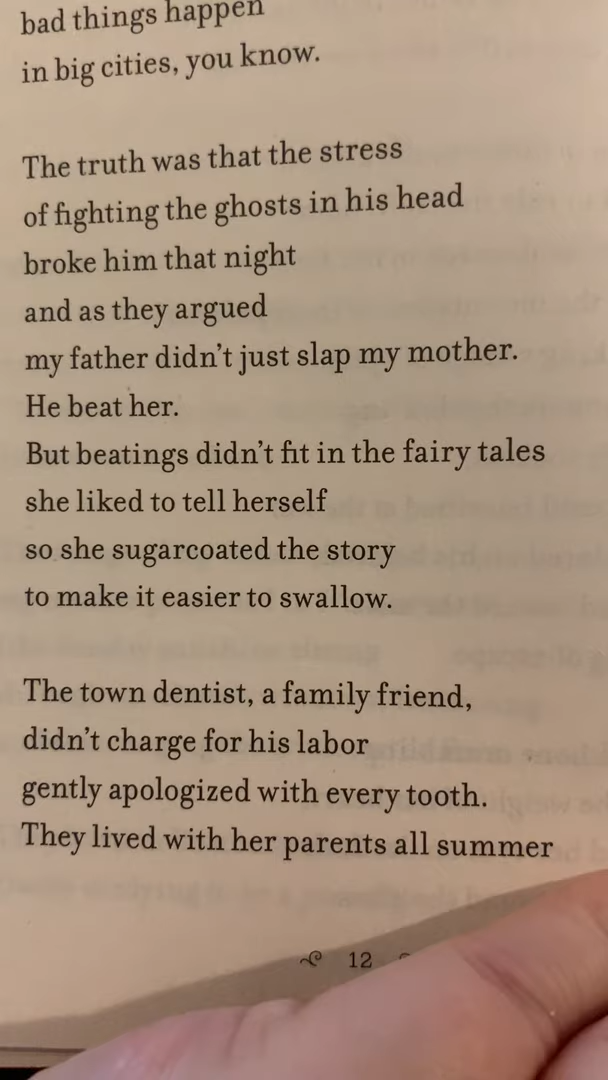 bad things happen
in big cities, you know.
The truth was that the stress
of fighting the ghosts in his head
broke him that night
and as they argued
my father didn't just slap my mother.
He beat her.
But beatings didn't fit in the fairy tales
she liked to tell herself
so she sugarcoated the story
to make it easier to swallow.
The town dentist, a family friend,
didn't charge for his labor
gently apologized with every tooth.
They lived with her parents all summer
12